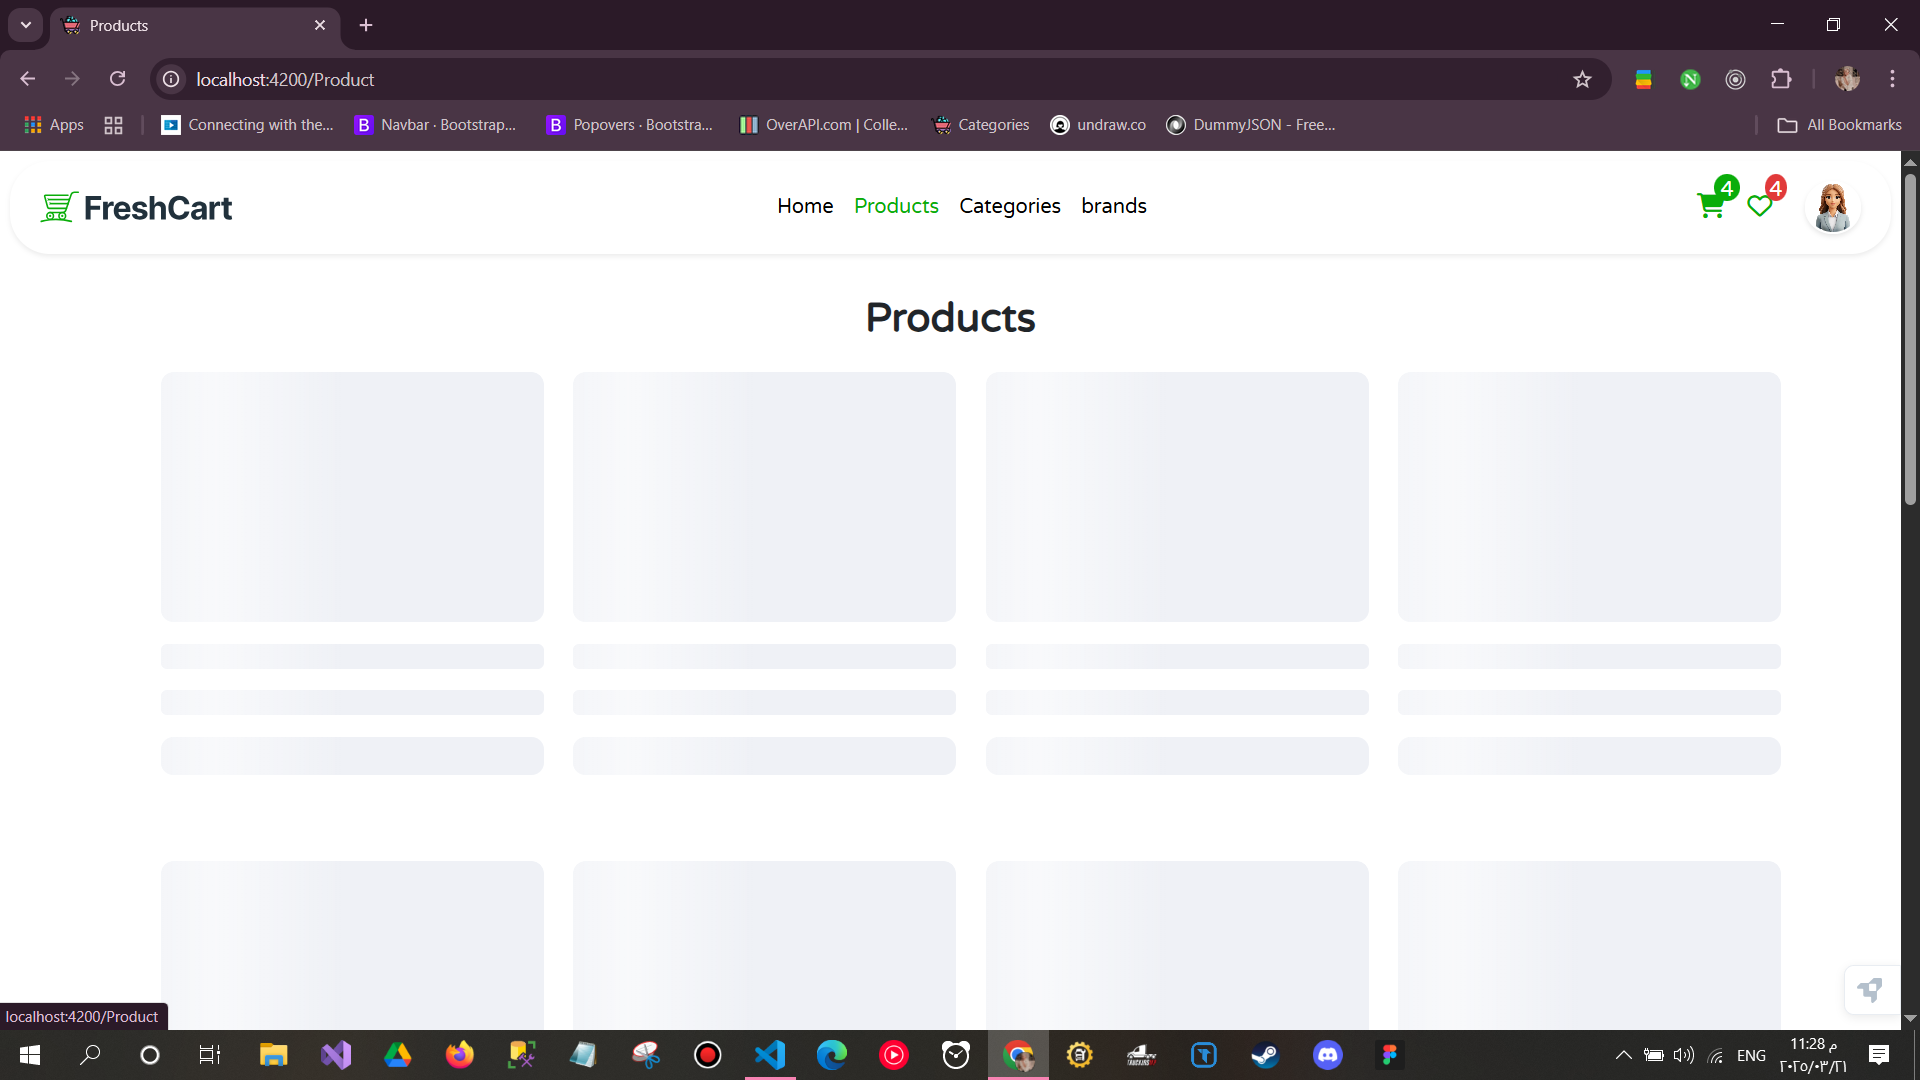 Products
localhost:4200/Product
Apps
Connecting with the...
Navbar · Bootstrap...
Popovers · Bootstra...
OverAPI.com | Colle...
Categories
undraw.co
DummyJSON - Free...
All Bookmarks
FreshCart
Home
Products
Categories
brands
4
4
Products
localhost:4200/Product
ENG
11:28 م
٢٠٢٥/٠٣/٢١